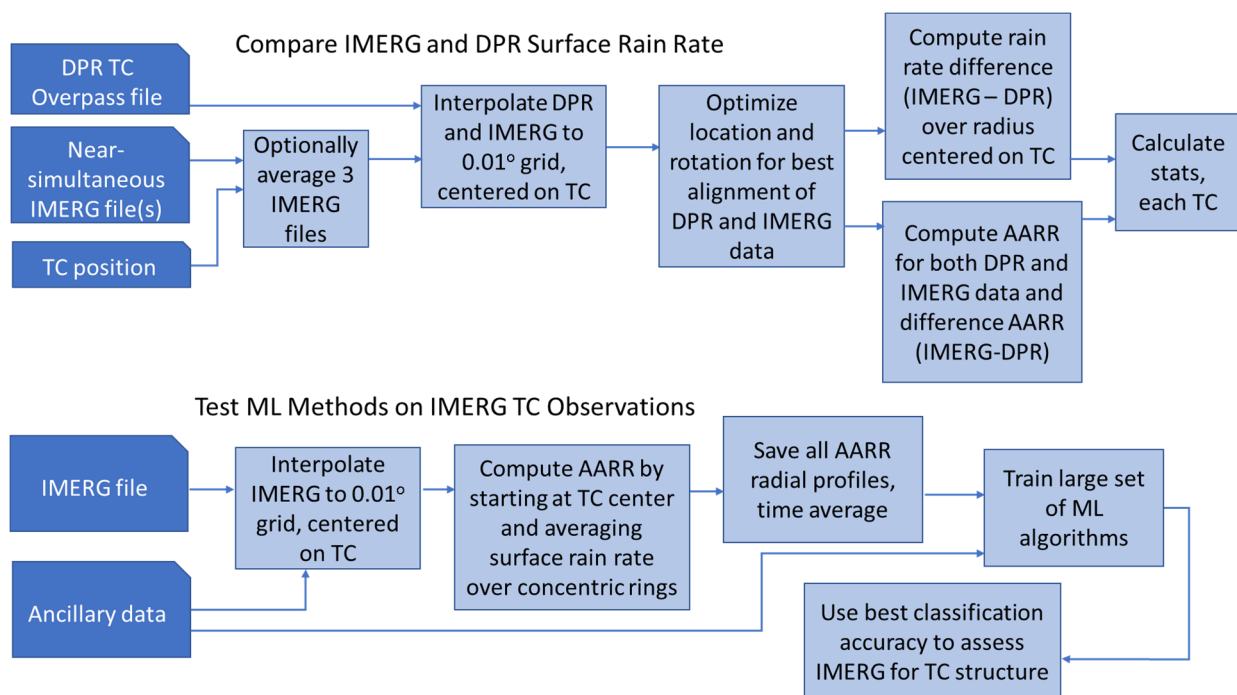 Compare IMERG and DPR Surface Rain Rate
DPR TC
Overpass file
Near-
simultaneous
IMERG file(s)
TC position
Optionally
average 3
IMERG
files
Interpolate DPR
and IMERG to
0.01° grid,
centered on TC
Optimize
location and
rotation for best
alignment of
DPR and IMERG
data
Compute rain
rate difference
(IMERG – DPR)
over radius
centered on TC
Compute AARR
for both DPR and
IMERG data and
difference AARR
(IMERG-DPR)
Calculate
stats,
each TC
Test ML Methods on IMERG TC Observations
IMERG file
Ancillary data
Interpolate
IMERG to 0.01°
grid, centered
on TC
Compute AARR by
starting at TC center
and averaging
surface rain rate
over concentric rings
Save all AARR
radial profiles,
time average
Train large set
of ML
algorithms
Use best classification
accuracy to assess
IMERG for TC structure